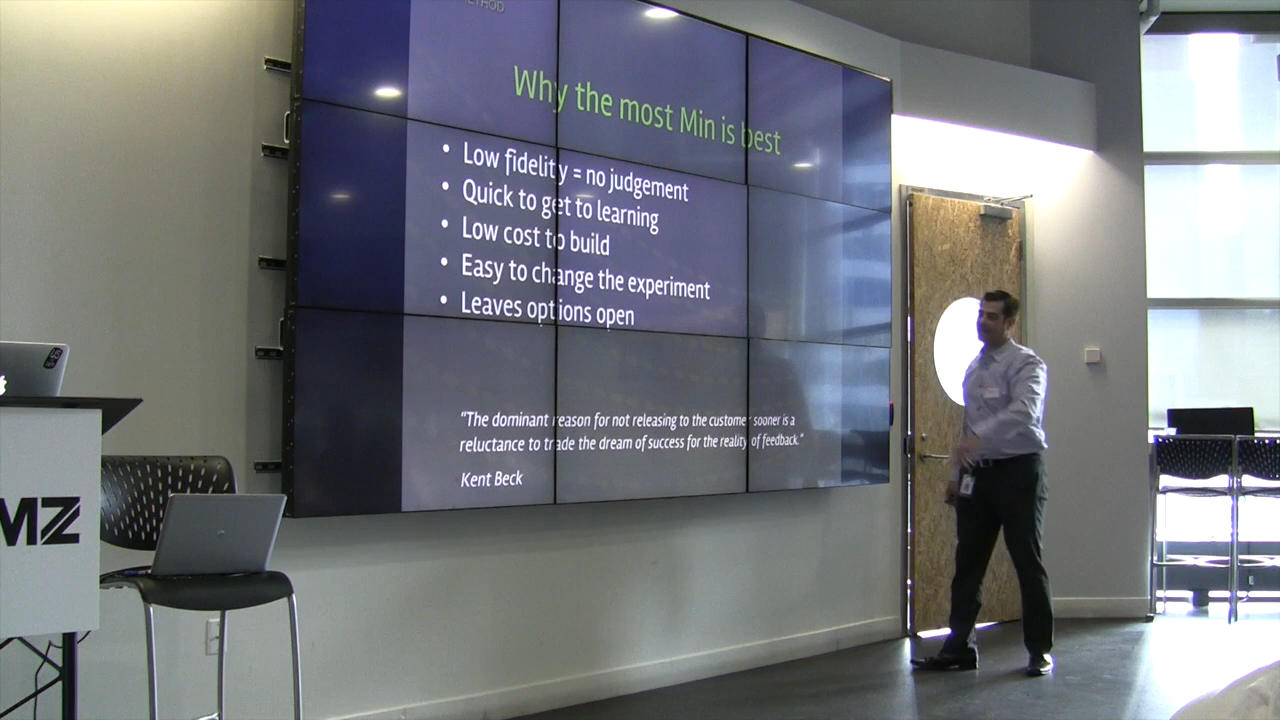 Why the most Min is best
• Low fidelity = no judgement
• Quick to get to learning
• Low cost to build
• Easy to change the experiment
• Leaves options open
“The dominant reason for not releasing to the customer sooner is a
reluctance to trade the dream of success for the reality of feedback.”
Kent Beck
MZ